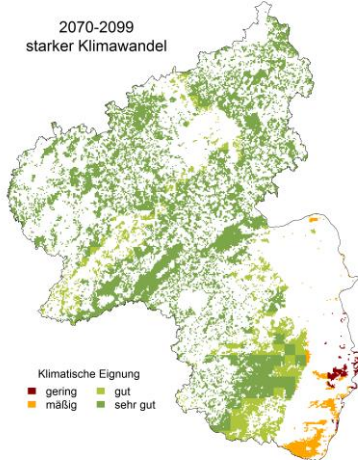 2070-2099
starker Klimawandel
Klimatische Eignung
gering gut
mäßig sehr gut